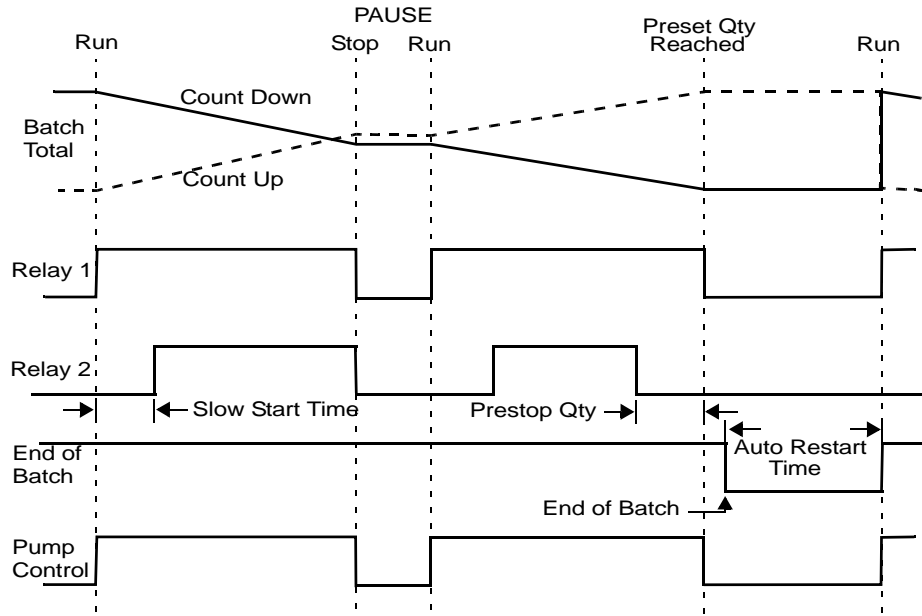 PAUSE
Run
Stop
Run
Preset Qty
Reached
Run
Count Down
Batch
Total
Count Up
Relay 1
Relay 2
Slow Start Time
Prestop Qty
End of
Batch
Auto Restart
Time
End of Batch
Pump
Control